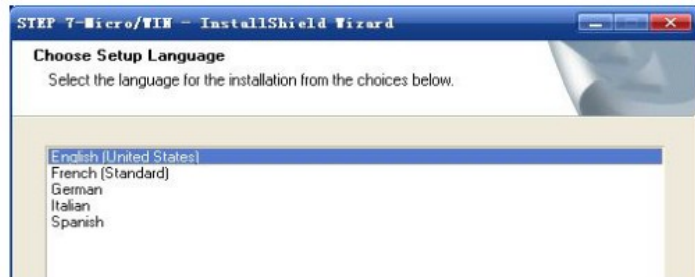 STEP 7-Micro/WIN - InstallShield Wizard
Choose Setup Language
Select the language for the installation from the choices below.
English (United States)
French (Standard)
German
Italian
Spanish